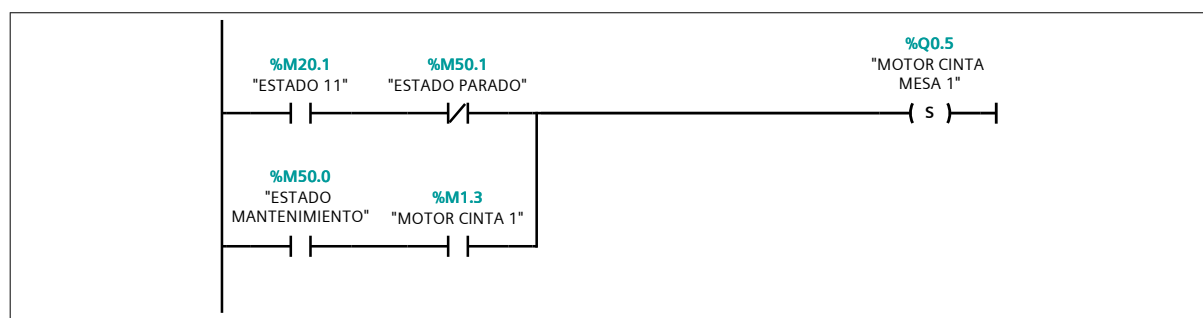 %M20.1
"ESTADO 11"
%M50.1
"ESTADO PARADO"
%Q0.5
"MOTOR CINTA
MESA 1"
S
%M50.0
"ESTADO
MANTENIMIENTO"
%M1.3
"MOTOR CINTA 1"